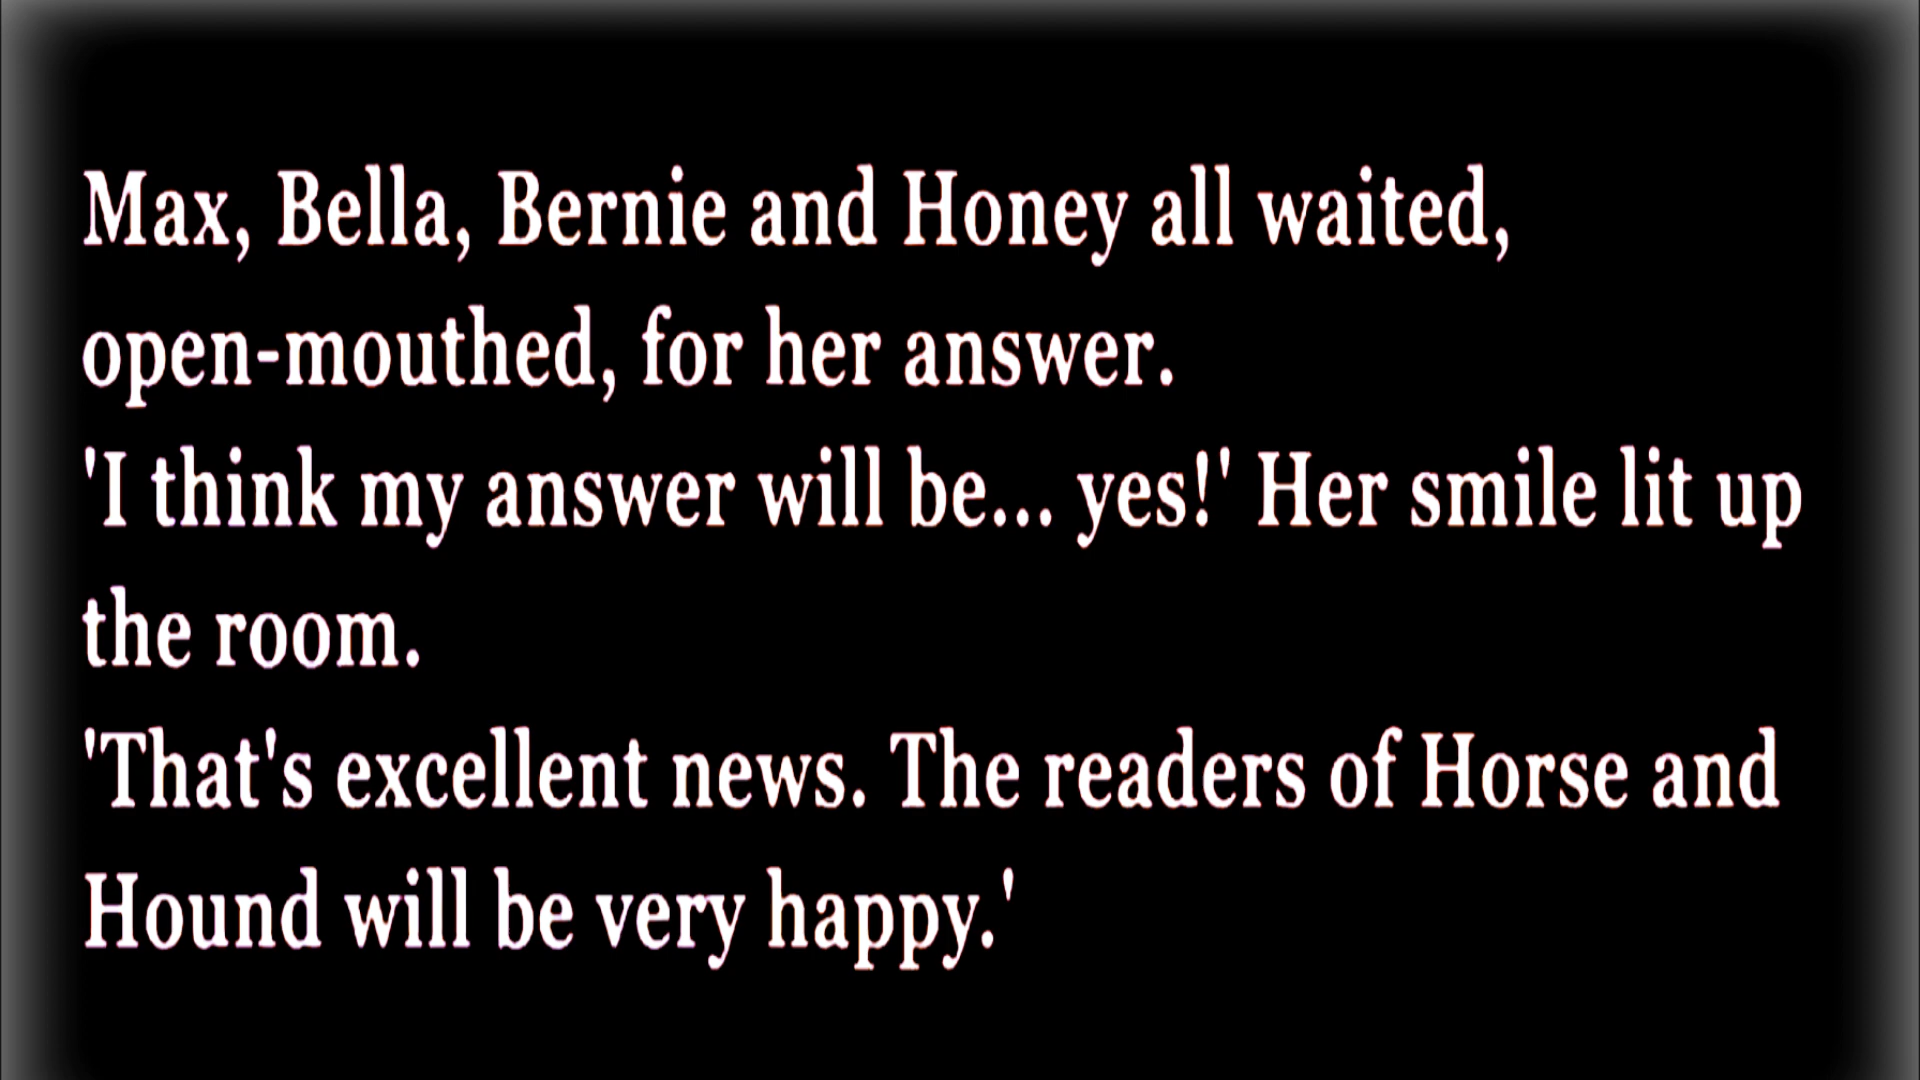 Max, Bella, Bernie and Honey all waited,
open-mouthed, for her answer.
'I think my answer will be... yes!' Her smile lit up
the room.
'That's excellent news. The readers of Horse and
Hound will be very happy.'